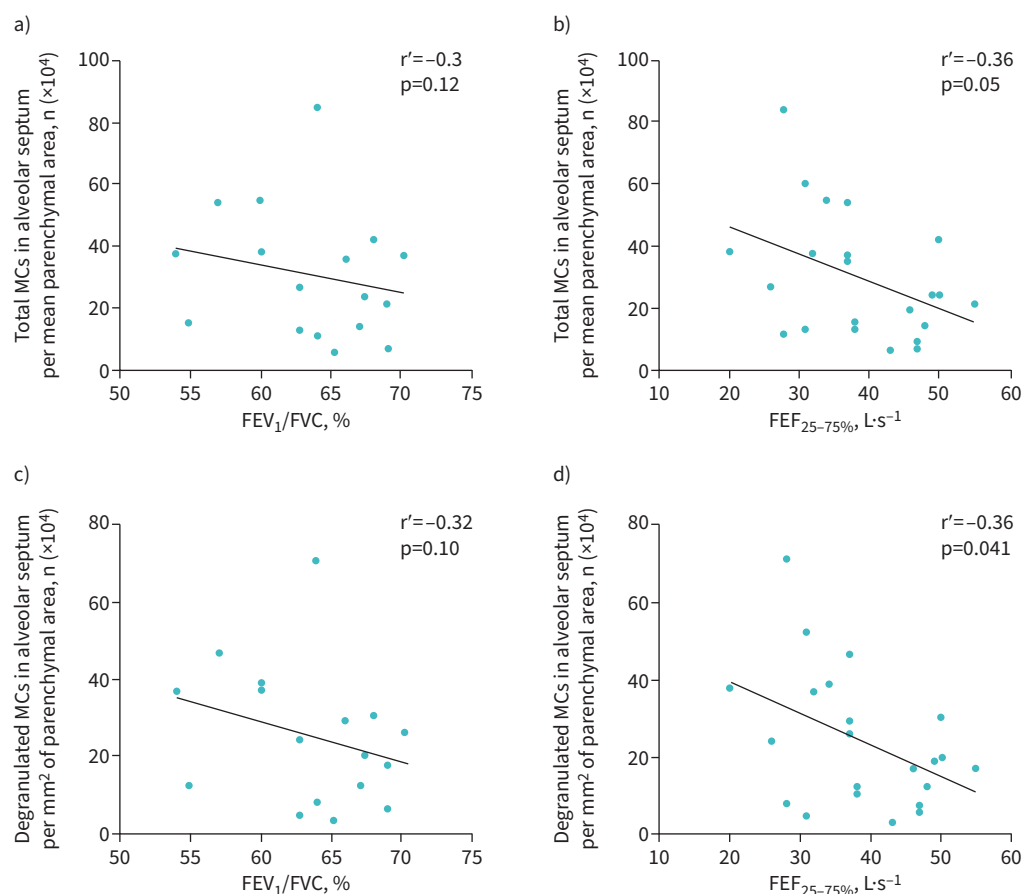 a)
r′=–0.3
p=0.12
Total MCs in alveolar septum
per mean parenchymal area, n (×10⁴)
100
80
60
40
20
0
50
55
60
65
70
75
FEV₁/FVC, %
b)
r′=–0.36
p=0.05
Total MCs in alveolar septum
per mean parenchymal area, n (×10⁴)
100
80
60
40
20
0
10
20
30
40
50
60
FEF₂₅–₇₅%, L·s⁻¹
c)
r′=–0.32
p=0.10
Degranulated MCs in alveolar septum
per mm² of parenchymal area, n (×10⁴)
80
60
40
20
0
50
55
60
65
70
75
FEV₁/FVC, %
d)
r′=–0.36
p=0.041
Degranulated MCs in alveolar septum
per mm² of parenchymal area, n (×10⁴)
80
60
40
20
0
10
20
30
40
50
60
FEF₂₅–₇₅%, L·s⁻¹